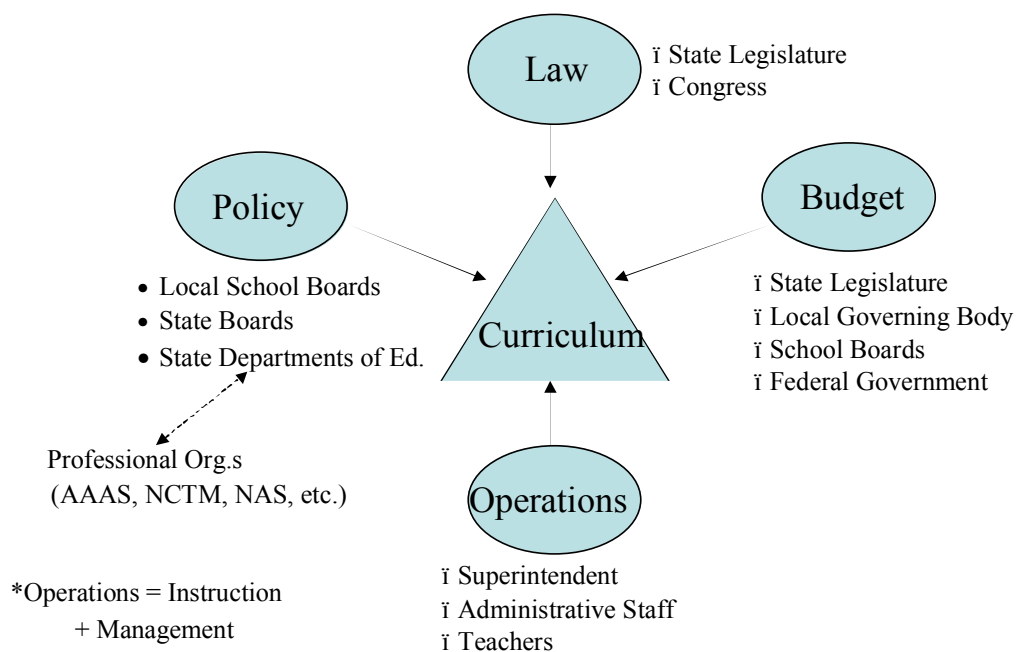 Law
ï State Legislature
ï Congress
Policy
• Local School Boards
• State Boards
• State Departments of Ed.
Professional Org.s
(AAAS, NCTM, NAS, etc.)
Budget
ï State Legislature
ï Local Governing Body
ï School Boards
ï Federal Government
Curriculum
Operations
ï Superintendent
ï Administrative Staff
ï Teachers
*Operations = Instruction
+ Management